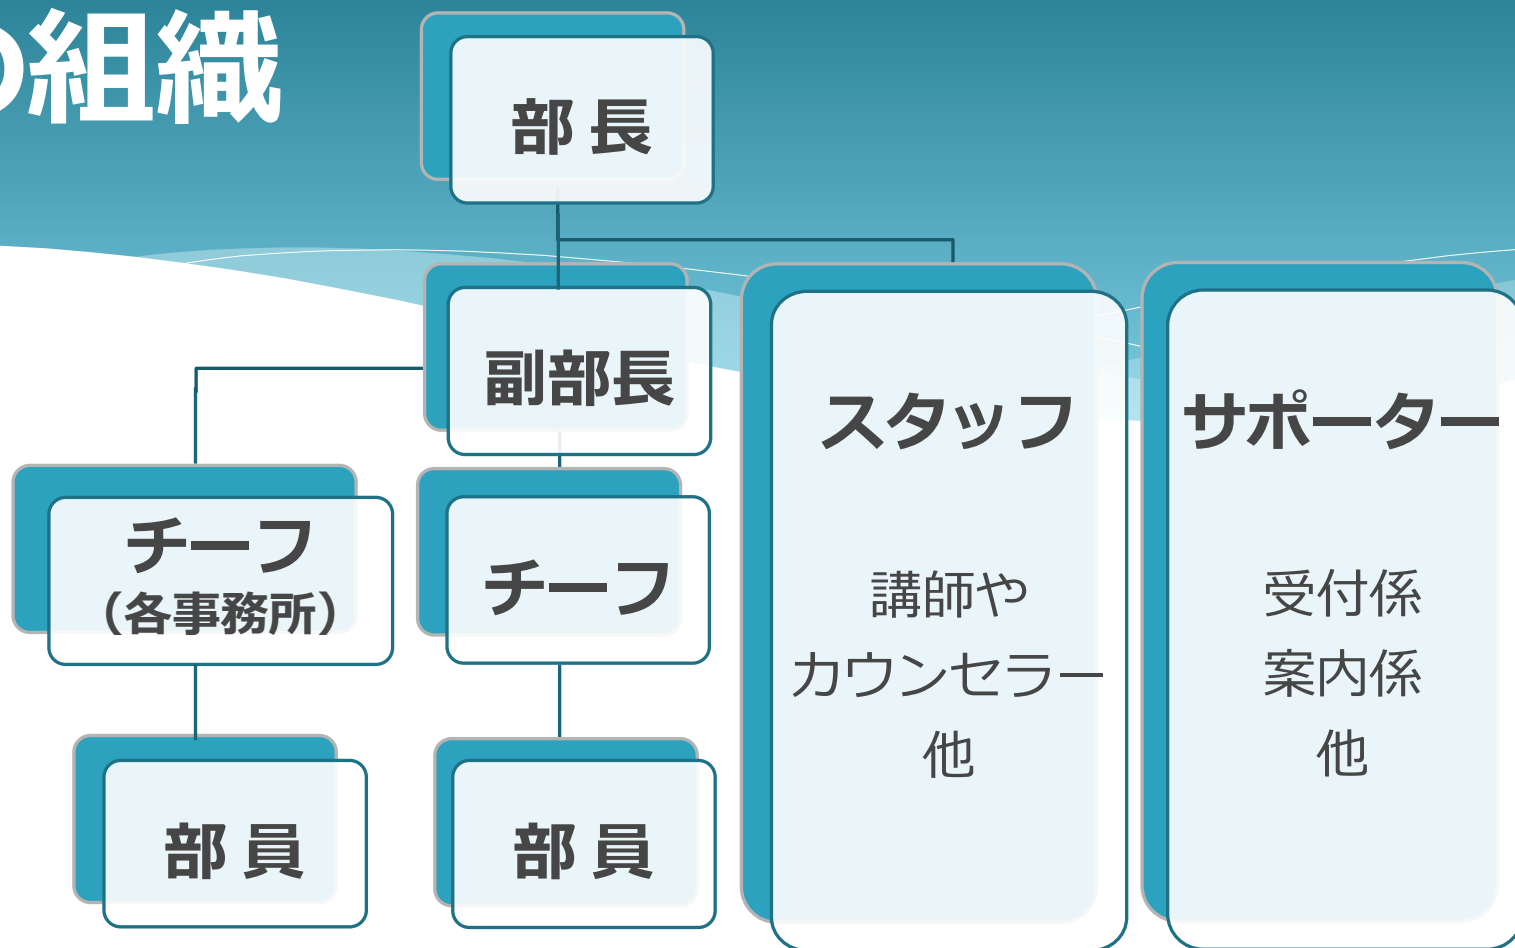 の組織
部 長
副部長
チーフ
（各事務所）
部 員
チーフ
部 員
スタッフ
講師や
カウンセラー
他
サポーター
受付係
案内係
他